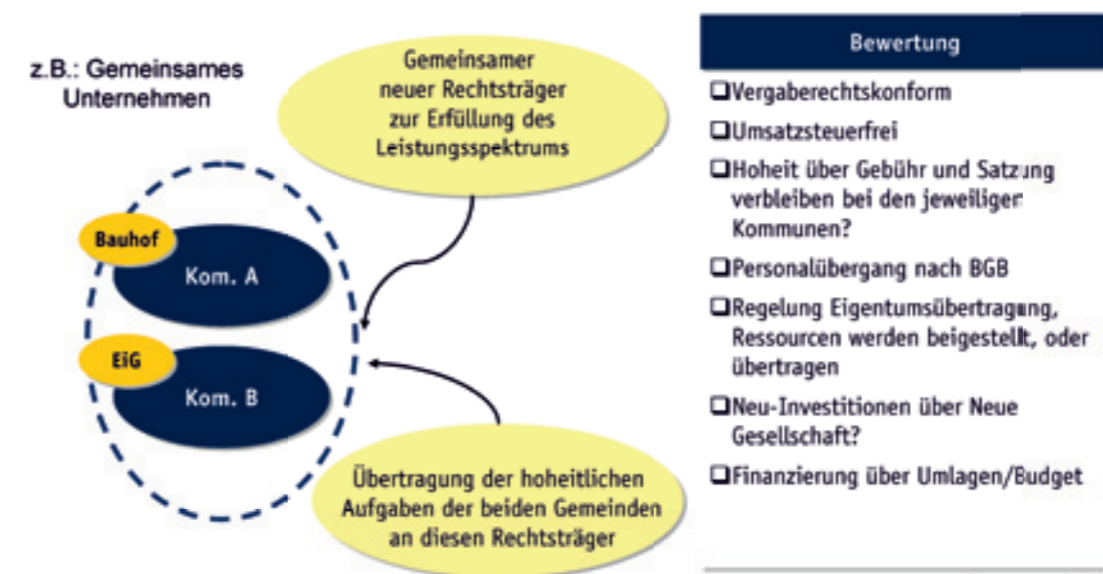 z.B.: Gemeinsames
Unternehmen
Gemeinsamer
neuer Rechtsträger
zur Erfüllung des
Leistungsspektrums
Bauhof
Kom. A
EiG
Kom. B
Übertragung der hoheitlichen
Aufgaben der beiden Gemeinden
an diesen Rechtsträger
Bewertung
❑Vergaberechtskonform
❑Umsatzsteuerfrei
❑Hoheit über Gebühr und Satzung
verbleiben bei den jeweiliger
Kommunen?
❑Personalübergang nach BGB
❑Regelung Eigentumsübertragung,
Ressourcen werden beigestellt, oder
übertragen
❑Neu-Investitionen über Neue
Gesellschaft?
❑Finanzierung über Umlagen/Budget